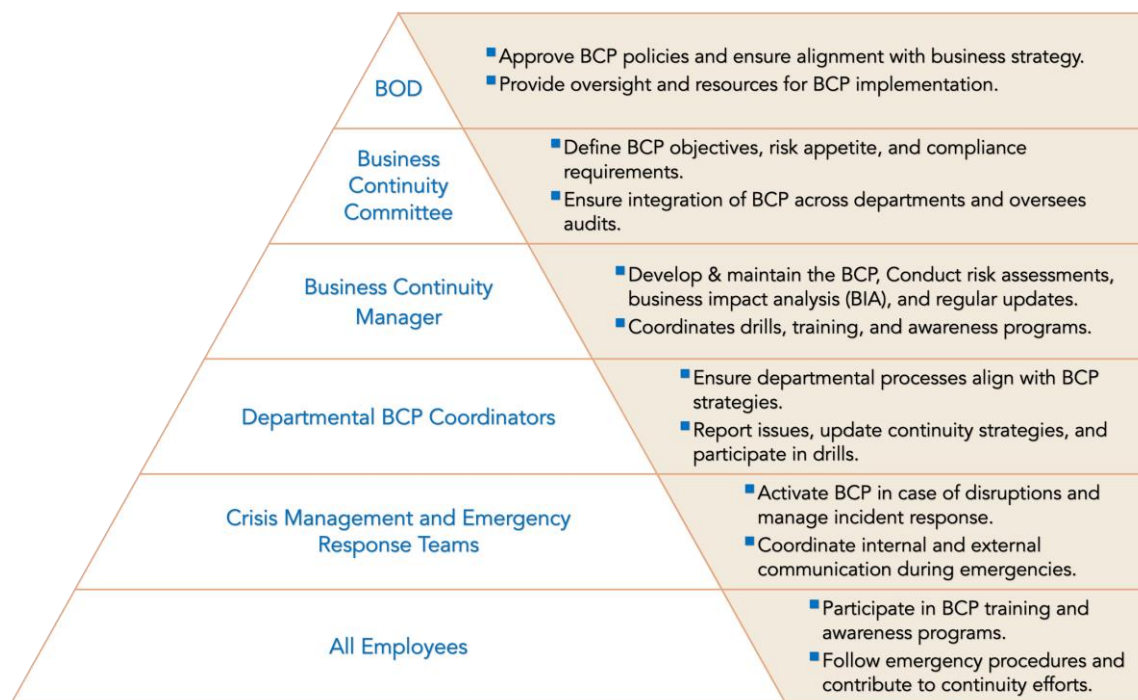 BOD
■ Approve BCP policies and ensure alignment with business strategy.
■ Provide oversight and resources for BCP implementation.
Business
Continuity
Committee
■ Define BCP objectives, risk appetite, and compliance
requirements.
■ Ensure integration of BCP across departments and oversees
audits.
Business Continuity
Manager
■ Develop & maintain the BCP, Conduct risk assessments,
business impact analysis (BIA), and regular updates.
■ Coordinates drills, training, and awareness programs.
Departmental BCP Coordinators
■ Ensure departmental processes align with BCP
strategies.
■ Report issues, update continuity strategies, and
participate in drills.
Crisis Management and Emergency
Response Teams
■ Activate BCP in case of disruptions and
manage incident response.
■ Coordinate internal and external
communication during emergencies.
All Employees
■ Participate in BCP training and
awareness programs.
■ Follow emergency procedures and
contribute to continuity efforts.